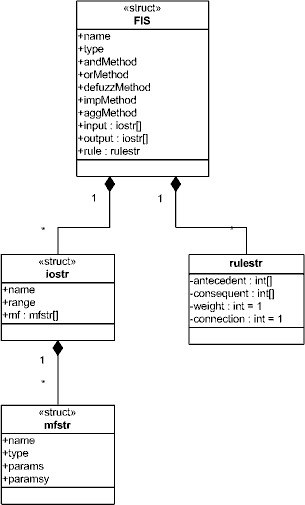 «struct»
FIS
+name
+type
+andMethod
+orMethod
+defuzzMethod
+impMethod
+aggMethod
+input : iostr[]
+output : iostr[]
+rule : rulestr
1
1
*
*
«struct»
iostr
+name
+range
+mf : mfstr[]
rulestr
-antecedent : int[]
-consequent : int[]
-weight : int = 1
-connection : int = 1
1
*
«struct»
mfstr
+name
+type
+params
+paramsy